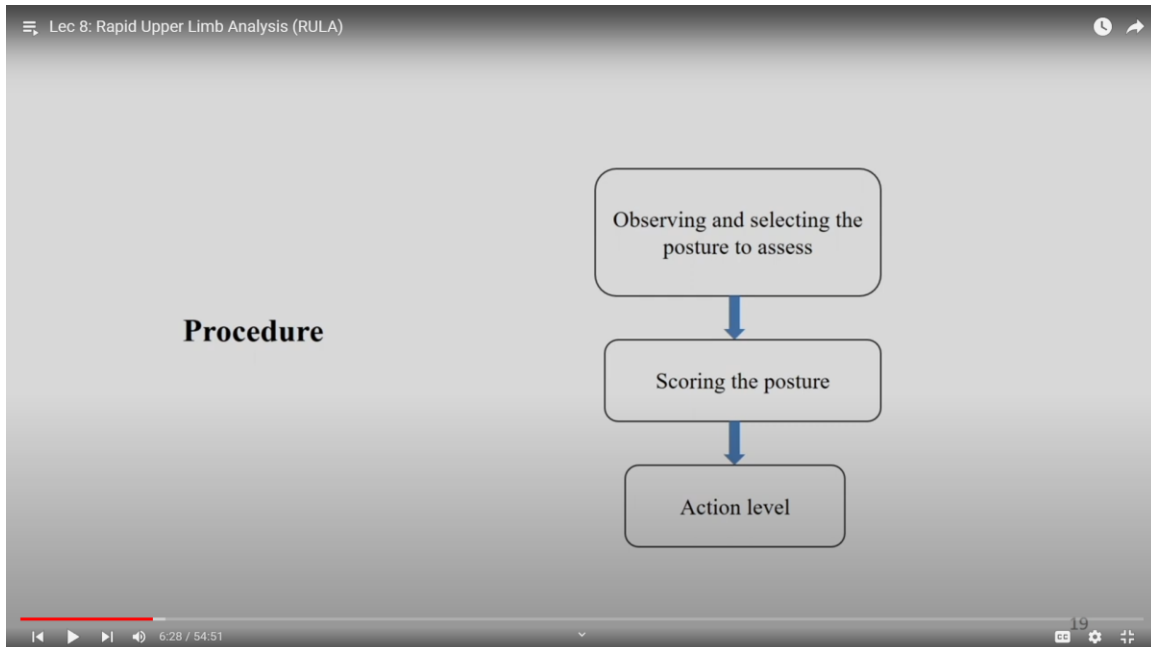 Lec 8: Rapid Upper Limb Analysis (RULA)
Observing and selecting the
posture to assess
Procedure
Scoring the posture
Action level
19
6:28 / 54:51
CC